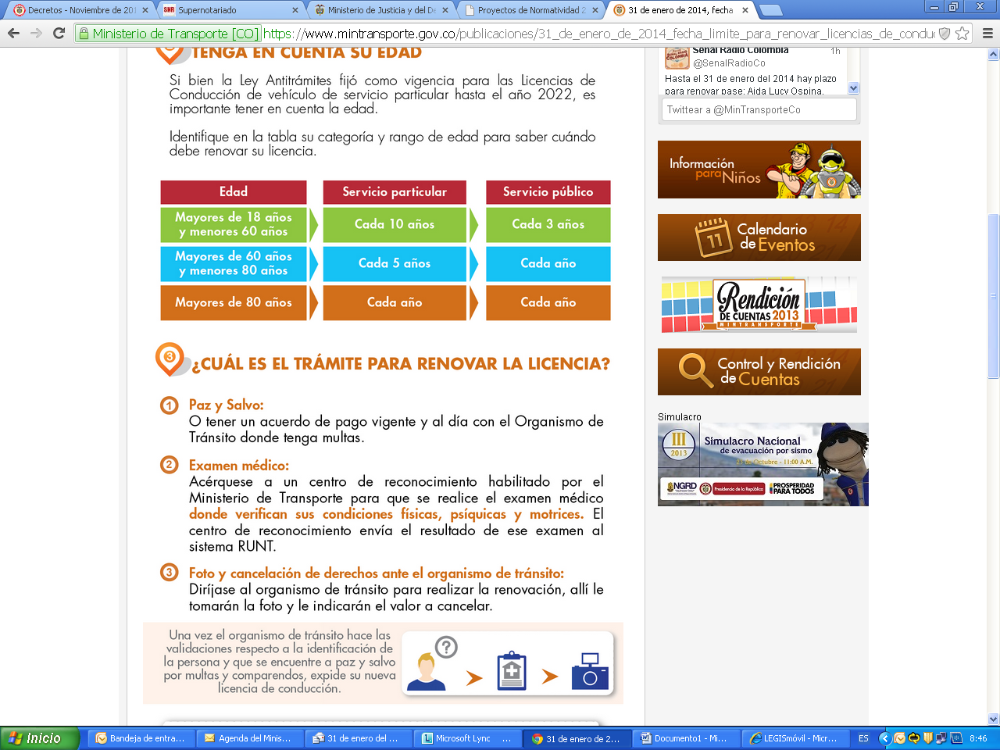 Decretos - Noviembre de 201
Supernotariado
Ministerio de Justicia y del De
Proyectos de Normatividad 2
31 de enero de 2014, fecha
Ministerio de Transporte [CO]
https://www.mintransporte.gov.co/publicaciones/31_de_enero_de_2014_fecha_limite_para_renovar_licencias_de_conduc
TENGA EN CUENTA SU EDAD
Si bien la Ley Antitrámites fijó como vigencia para las Licencias de
Conducción de vehículo de servicio particular hasta el año 2022, es
importante tener en cuenta la edad.
Identifique en la tabla su categoría y rango de edad para saber cuándo
debe renovar su licencia.
Edad
Servicio particular
Servicio público
Mayores de 18 años
y menores 60 años
Cada 10 años
Cada 3 años
Mayores de 60 años
y menores 80 años
Cada 5 años
Cada año
Mayores de 80 años
Cada año
Cada año
3
¿CUÁL ES EL TRÁMITE PARA RENOVAR LA LICENCIA?
1
Paz y Salvo:
O tener un acuerdo de pago vigente y al día con el Organismo de
Tránsito donde tenga multas.
2
Examen médico:
Acérquese a un centro de reconocimiento habilitado por el
Ministerio de Transporte para que se realice el examen médico
donde verifican sus condiciones físicas, psíquicas y motrices. El
centro de reconocimiento envía el resultado de ese examen al
sistema RUNT.
3
Foto y cancelación de derechos ante el organismo de tránsito:
Diríjase al organismo de tránsito para realizar la renovación, allí le
tomarán la foto y le indicarán el valor a cancelar.
Una vez el organismo de tránsito hace las
validaciones respecto a la identificación de
la persona y que se encuentre a paz y salvo
por multas y comparendos, expide su nueva
licencia de conducción.
?
Señal Radio Colombia
1h
@SenalRadioCo
Hasta el 31 de enero del 2014 hay plazo
para renovar pase: Aida Lucy Ospina.
Twittear a @MinTransporteCo
Información
para Niños
11
Calendario
de Eventos
Rendición
DE CUENTAS 2013
MINTRANSPORTE
Control y Rendición
de Cuentas
Simulacro
III
2013
Simulacro Nacional
de evacuación por sismo
23 de Octubre - 11:00 A.M.
NGRD
Presidencia de la República
PROSPERIDAD
PARA TODOS
Inicio
Bandeja de entra...
Agenda del Minis...
31 de enero del ...
Microsoft Lync ...
31 de enero de 2...
Documento1 - Mi...
LEGISmóvil - Micr...
ES
8:46